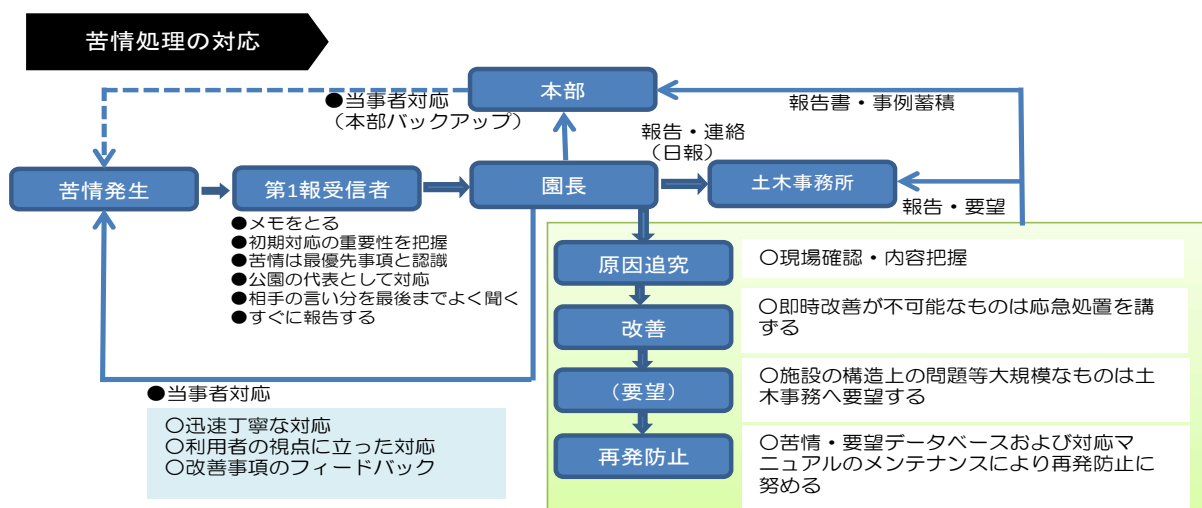 苦情処理の対応
本部
●当事者対応
（本部バックアップ）
報告書・事例蓄積
報告・連絡
（日報）
苦情発生
第1報受信者
園長
土木事務所
報告・要望
●メモをとる
●初期対応の重要性を把握
●苦情は最優先事項と認識
●公園の代表として対応
●相手の言い分を最後までよく聞く
●すぐに報告する
原因追究
〇現場確認・内容把握
改善
〇即時改善が不可能なものは応急処置を講
ずる
（要望）
〇施設の構造上の問題等大規模なものは土
木事務へ要望する
再発防止
〇苦情・要望データベースおよび対応マ
ニュアルのメンテナンスにより再発防止に
努める
●当事者対応
〇迅速丁寧な対応
〇利用者の視点に立った対応
〇改善事項のフィードバック